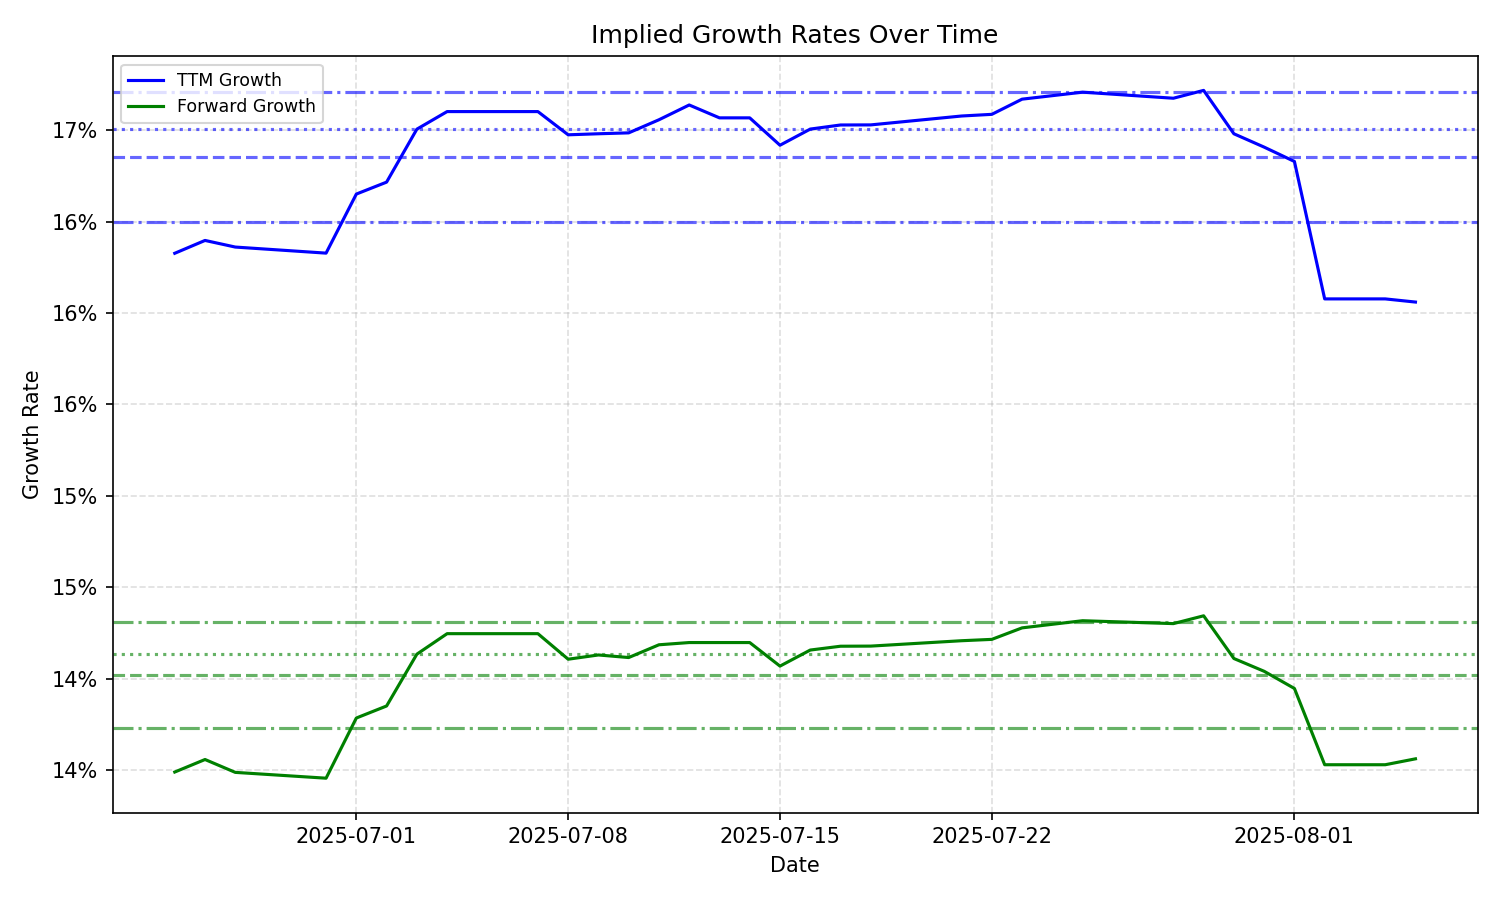 Implied Growth Rates Over Time
TTM Growth
Forward Growth
17%
16%
16%
16%
15%
15%
14%
14%
Growth Rate
2025-07-01
2025-07-08
2025-07-15
2025-07-22
2025-08-01
Date